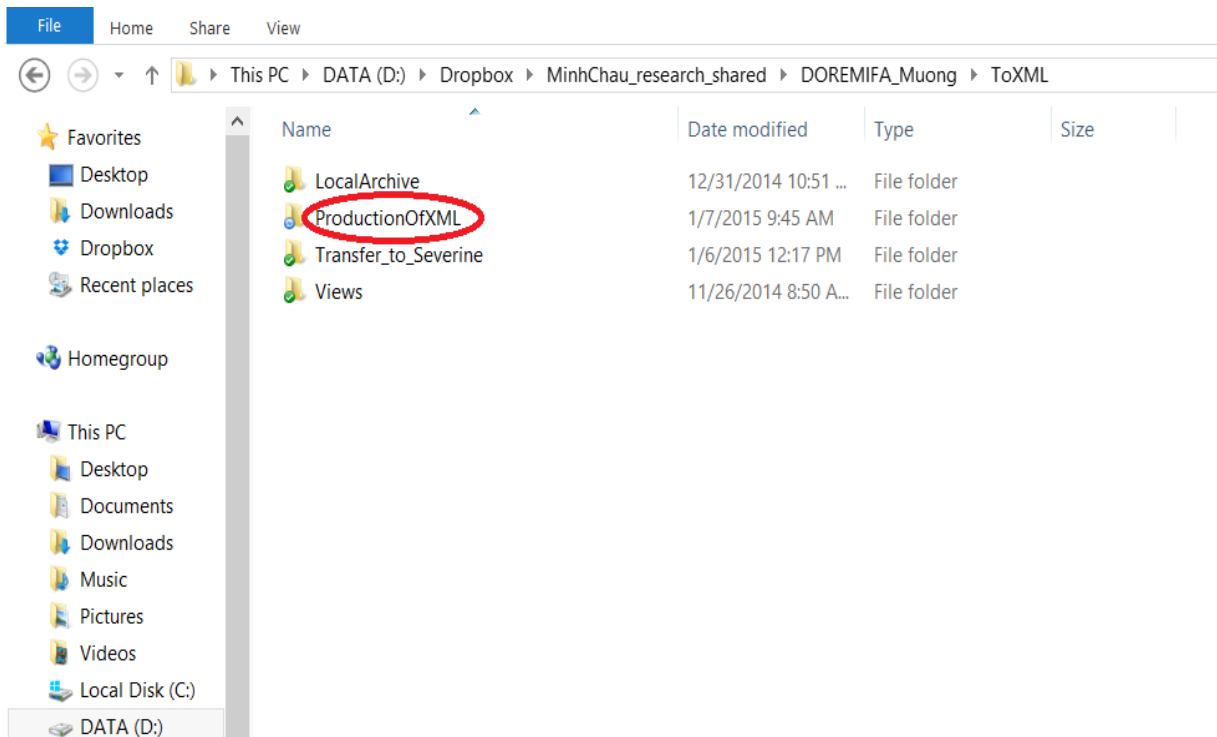 File Home Share View
This PC DATA (D:) Dropbox MinhChau_research_shared DOREMIFA_Muong ToXML
Favorites
Desktop
Downloads
Dropbox
Recent places
Homegroup
This PC
Desktop
Documents
Downloads
Music
Pictures
Videos
Local Disk (C:)
DATA (D:)
Name Date modified Type Size
LocalArchive 12/31/2014 10:51 ... File folder
ProductionOfXML 1/7/2015 9:45 AM File folder
Transfer_to_Severine 1/6/2015 12:17 PM File folder
Views 11/26/2014 8:50 A... File folder